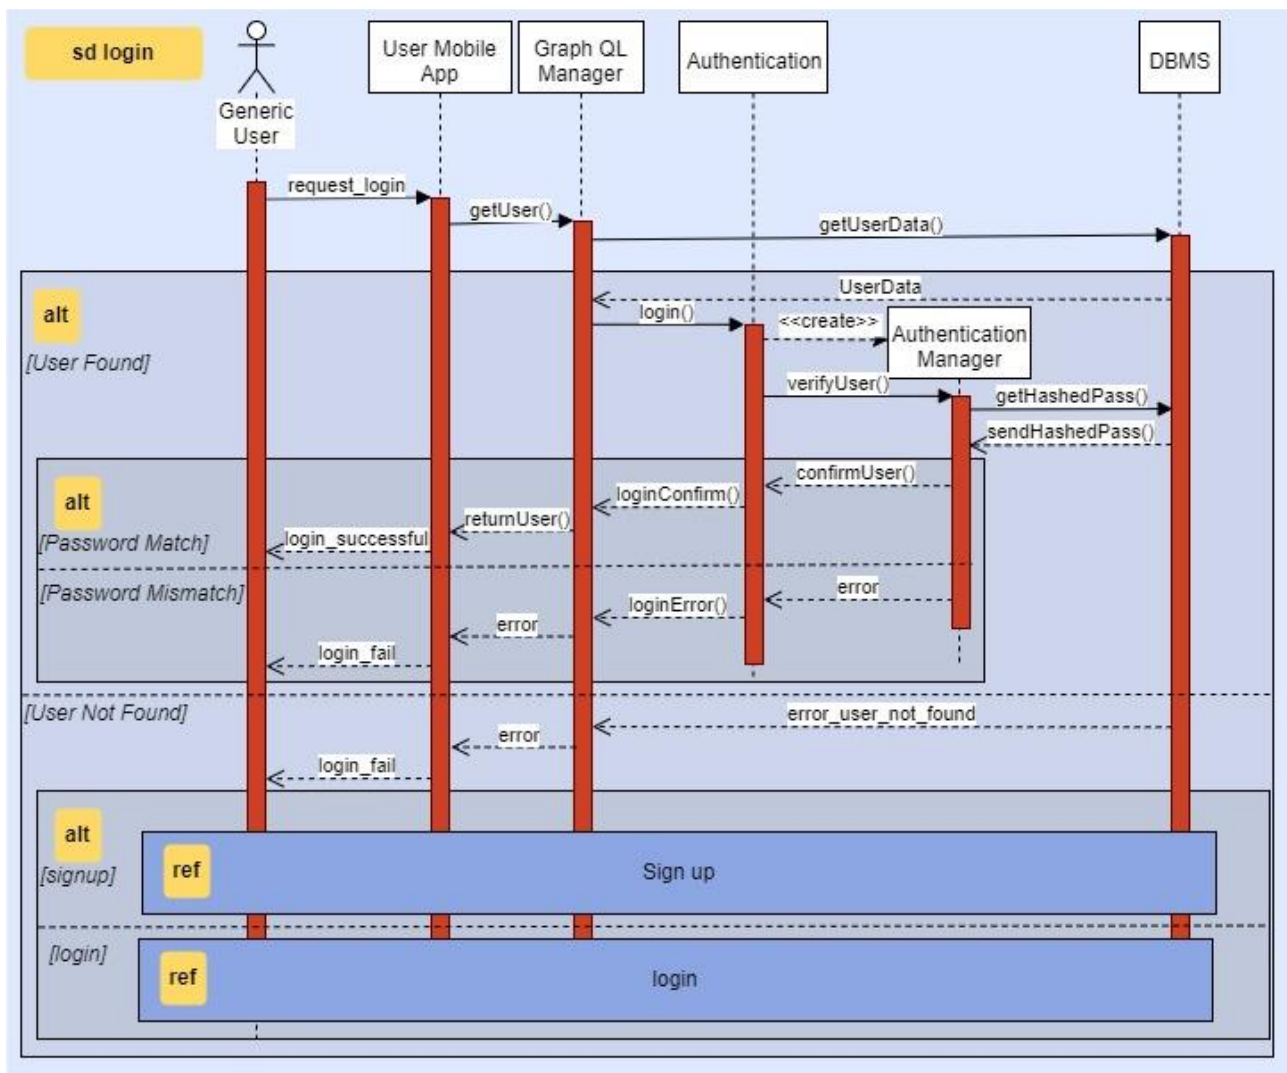 sd login
Generic
User
User Mobile
App
Graph QL
Manager
Authentication
DBMS
request_login
getUser()
getUserData()
alt
[User Found]
UserData
login()
<<create>>
Authentication
Manager
verifyUser()
getHashedPass()
sendHashedPass()
alt
[Password Match]
confirmUser()
loginConfirm()
returnUser()
login_successful
[Password Mismatch]
error
loginError()
error
login_fail
[User Not Found]
error_user_not_found
error
login_fail
alt
[signup]
ref
Sign up
[login]
ref
login